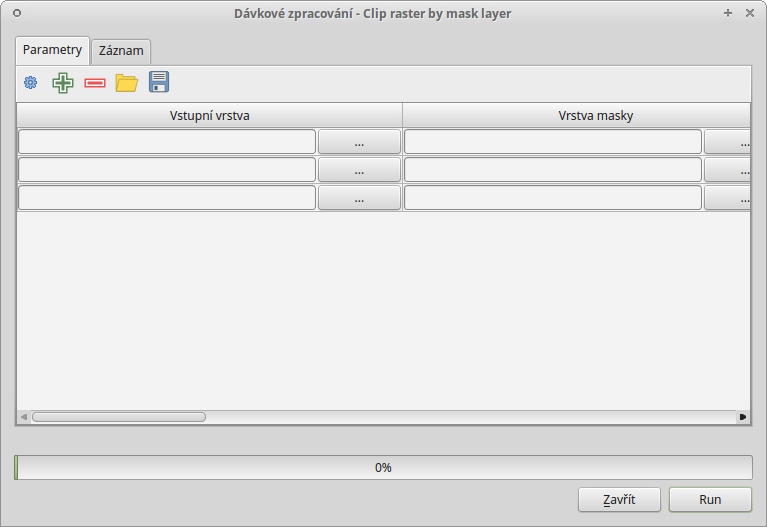 Dávkové zpracování - Clip raster by mask layer
Parametry
Záznam
Vstupní vrstva
Vrstva masky
...
...
...
...
...
...
0%
Zavřít
Run